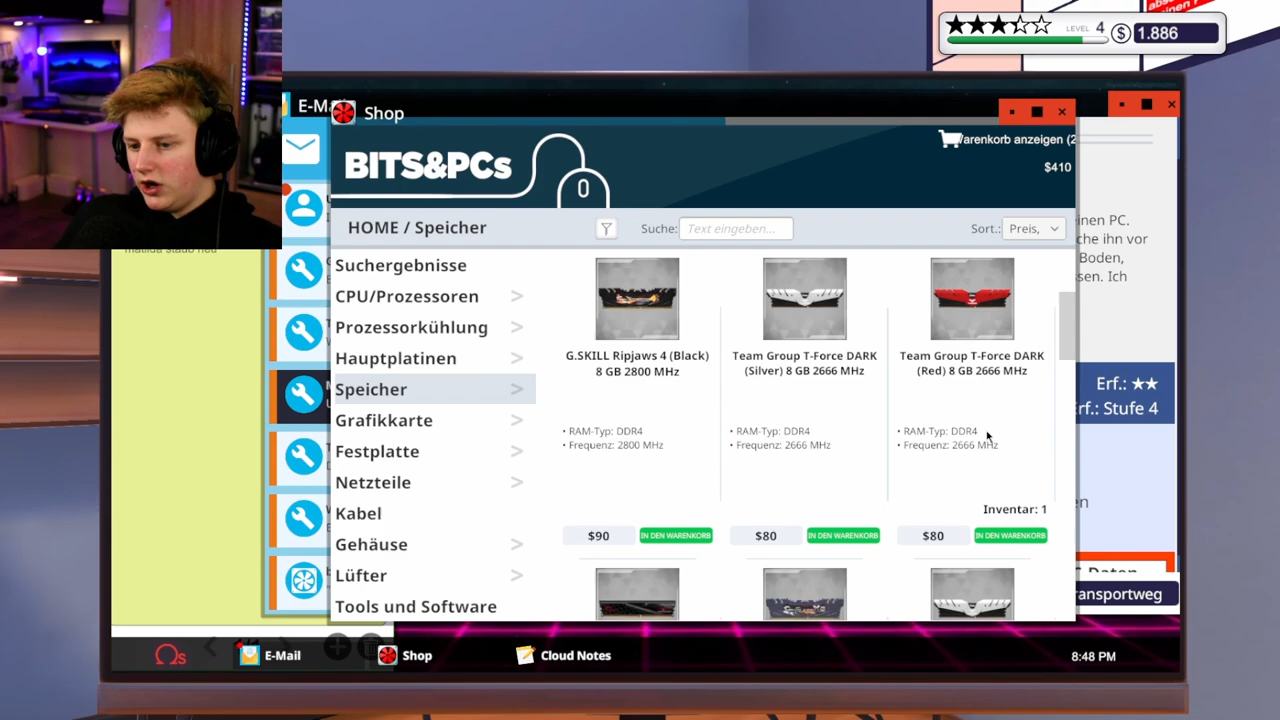 LEVEL 4 $ 1.886
E-M
Shop
BITS&PCs
arenkorb anzeigen (2
$410
HOME / Speicher
Suche: Text eingeben...
Sort.: Preis,
Suchergebnisse
CPU/Prozessoren >
Prozessorkühlung >
Hauptplatinen >
Speicher >
Grafikkarte >
Festplatte >
Netzteile >
Kabel
Gehäuse >
Lüfter >
Tools und Software
G.SKILL Ripjaws 4 (Black)
8 GB 2800 MHz
• RAM-Typ: DDR4
• Frequenz: 2800 MHz
$90 IN DEN WARENKORB
Team Group T-Force DARK
(Silver) 8 GB 2666 MHz
• RAM-Typ: DDR4
• Frequenz: 2666 MHz
$80 IN DEN WARENKORB
Team Group T-Force DARK
(Red) 8 GB 2666 MHz
• RAM-Typ: DDR4
• Frequenz: 2666 MHz
Inventar: 1
$80 IN DEN WARENKORB
inen PC.
che ihn vor
Boden,
sen. Ich
Erf.: ★★
rf.: Stufe 4
en
ransportweg
E-Mail
Shop
Cloud Notes
8:48 PM